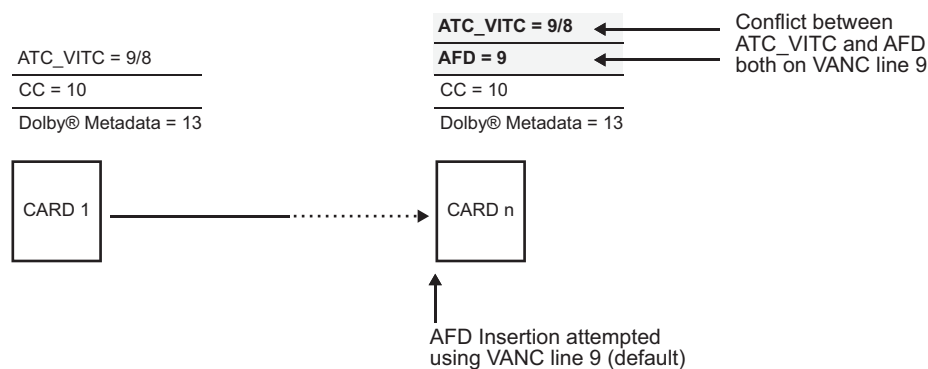 ATC_VITC = 9/8
AFD = 9
CC = 10
Dolby® Metadata = 13
Conflict between
ATC_VITC and AFD
both on VANC line 9
ATC_VITC = 9/8
CC = 10
Dolby® Metadata = 13
CARD 1
CARD n
AFD Insertion attempted
using VANC line 9 (default)